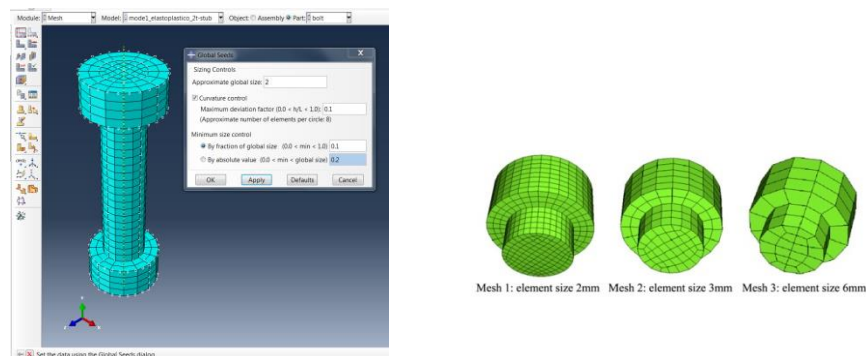 Module: Mesh Model: mode1_elastoplastico_2t-stub Object: Assembly Part: bolt
Global Seeds
X
Sizing Controls
Approximate global size: 2
Curvature control
Maximum deviation factor (0.0 < h/L < 1.0): 0.1
(Approximate number of elements per circle: 8)
Minimum size control
By fraction of global size (0.0 < min < 1.0) 0.1
By absolute value (0.0 < min < global size) 0.2
OK Apply Defaults Cancel
Mesh 1: element size 2mm Mesh 2: element size 3mm Mesh 3: element size 6mm
Set the data using the Global Seeds dialog